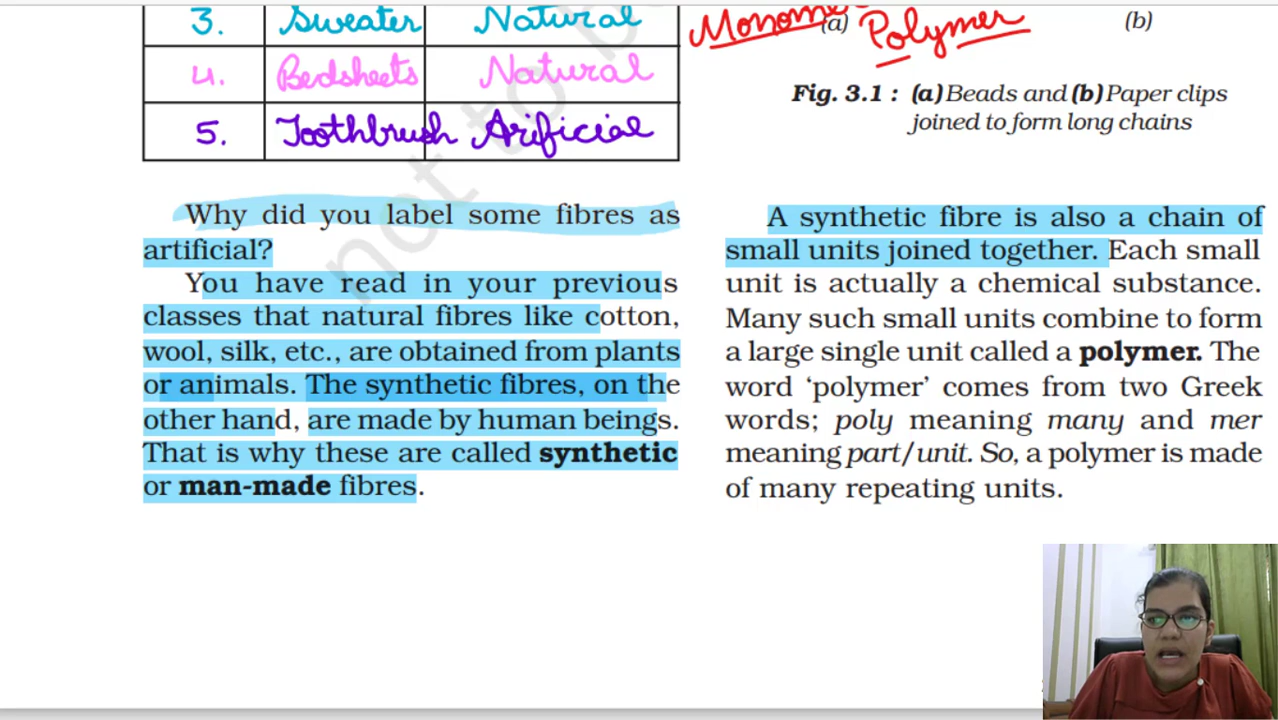 3. Sweater Natural
4. Bedsheets Natural
5. Toothbrush Arificial
Why did you label some fibres as
artificial?
You have read in your previous
classes that natural fibres like cotton,
wool, silk, etc., are obtained from plants
or animals. The synthetic fibres, on the
other hand, are made by human beings.
That is why these are called synthetic
or man-made fibres.
Polymer
(a) (b)
Fig. 3.1 : (a) Beads and (b) Paper clips
joined to form long chains
A synthetic fibre is also a chain of
small units joined together. Each small
unit is actually a chemical substance.
Many such small units combine to form
a large single unit called a polymer. The
word ‘polymer’ comes from two Greek
words; poly meaning many and mer
meaning part/unit. So, a polymer is made
of many repeating units.
not to b